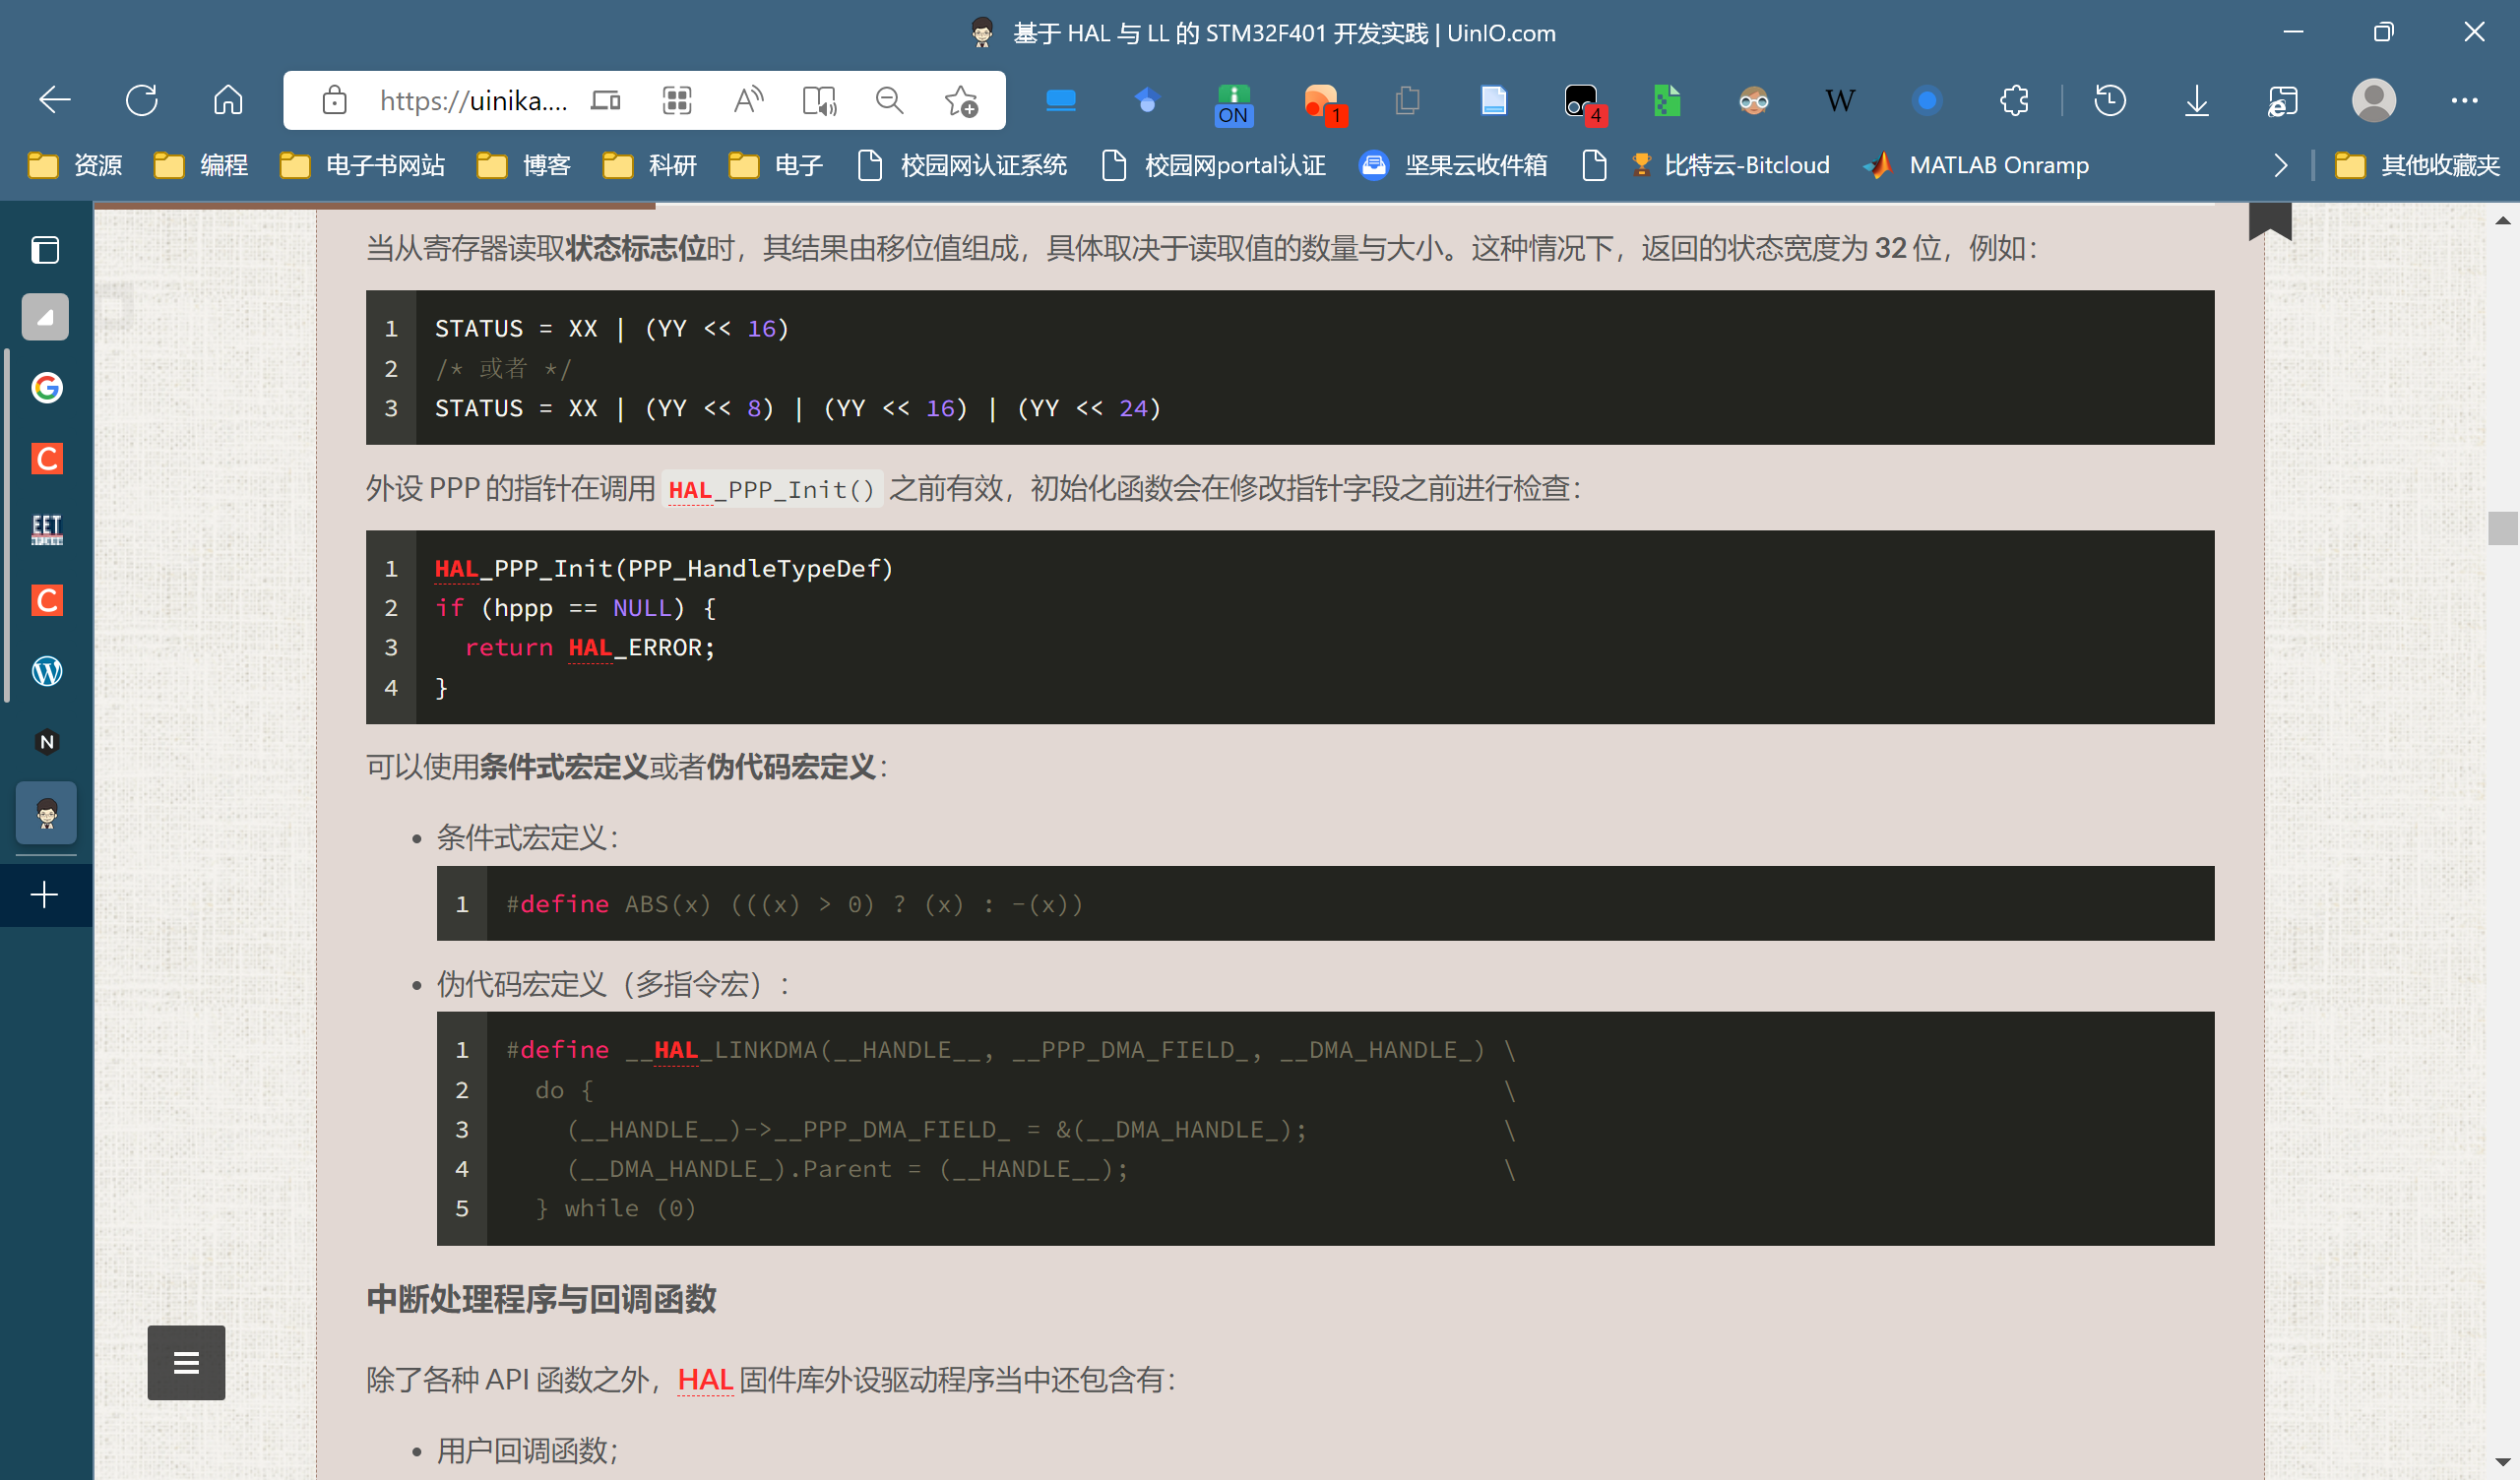 基于 HAL 与 LL 的 STM32F401 开发实践 | UinIO.com
https://uinika....
ON
1
4
W
资源 编程 电子书网站 博客 科研 电子 校园网认证系统 校园网portal认证 坚果云收件箱 比特云-Bitcloud MATLAB Onramp 其他收藏夹
当从寄存器读取状态标志位时，其结果由移位值组成，具体取决于读取值的数量与大小。这种情况下，返回的状态宽度为 32 位，例如：
1 STATUS = XX | (YY << 16)
2 /* 或者 */
3 STATUS = XX | (YY << 8) | (YY << 16) | (YY << 24)
外设 PPP 的指针在调用 HAL_PPP_Init() 之前有效，初始化函数会在修改指针字段之前进行检查：
1 HAL_PPP_Init(PPP_HandleTypeDef)
2 if (hppp == NULL) {
3   return HAL_ERROR;
4 }
可以使用条件式宏定义或者伪代码宏定义：
• 条件式宏定义：
1 #define ABS(x) (((x) > 0) ? (x) : -(x))
• 伪代码宏定义（多指令宏）：
1 #define __HAL_LINKDMA(__HANDLE__, __PPP_DMA_FIELD_, __DMA_HANDLE_) \
2   do { \
3     (__HANDLE__)->__PPP_DMA_FIELD_ = &(__DMA_HANDLE_); \
4     (__DMA_HANDLE_).Parent = (__HANDLE__); \
5   } while (0)
中断处理程序与回调函数
除了各种 API 函数之外，HAL 固件库外设驱动程序当中还包含有：
• 用户回调函数；